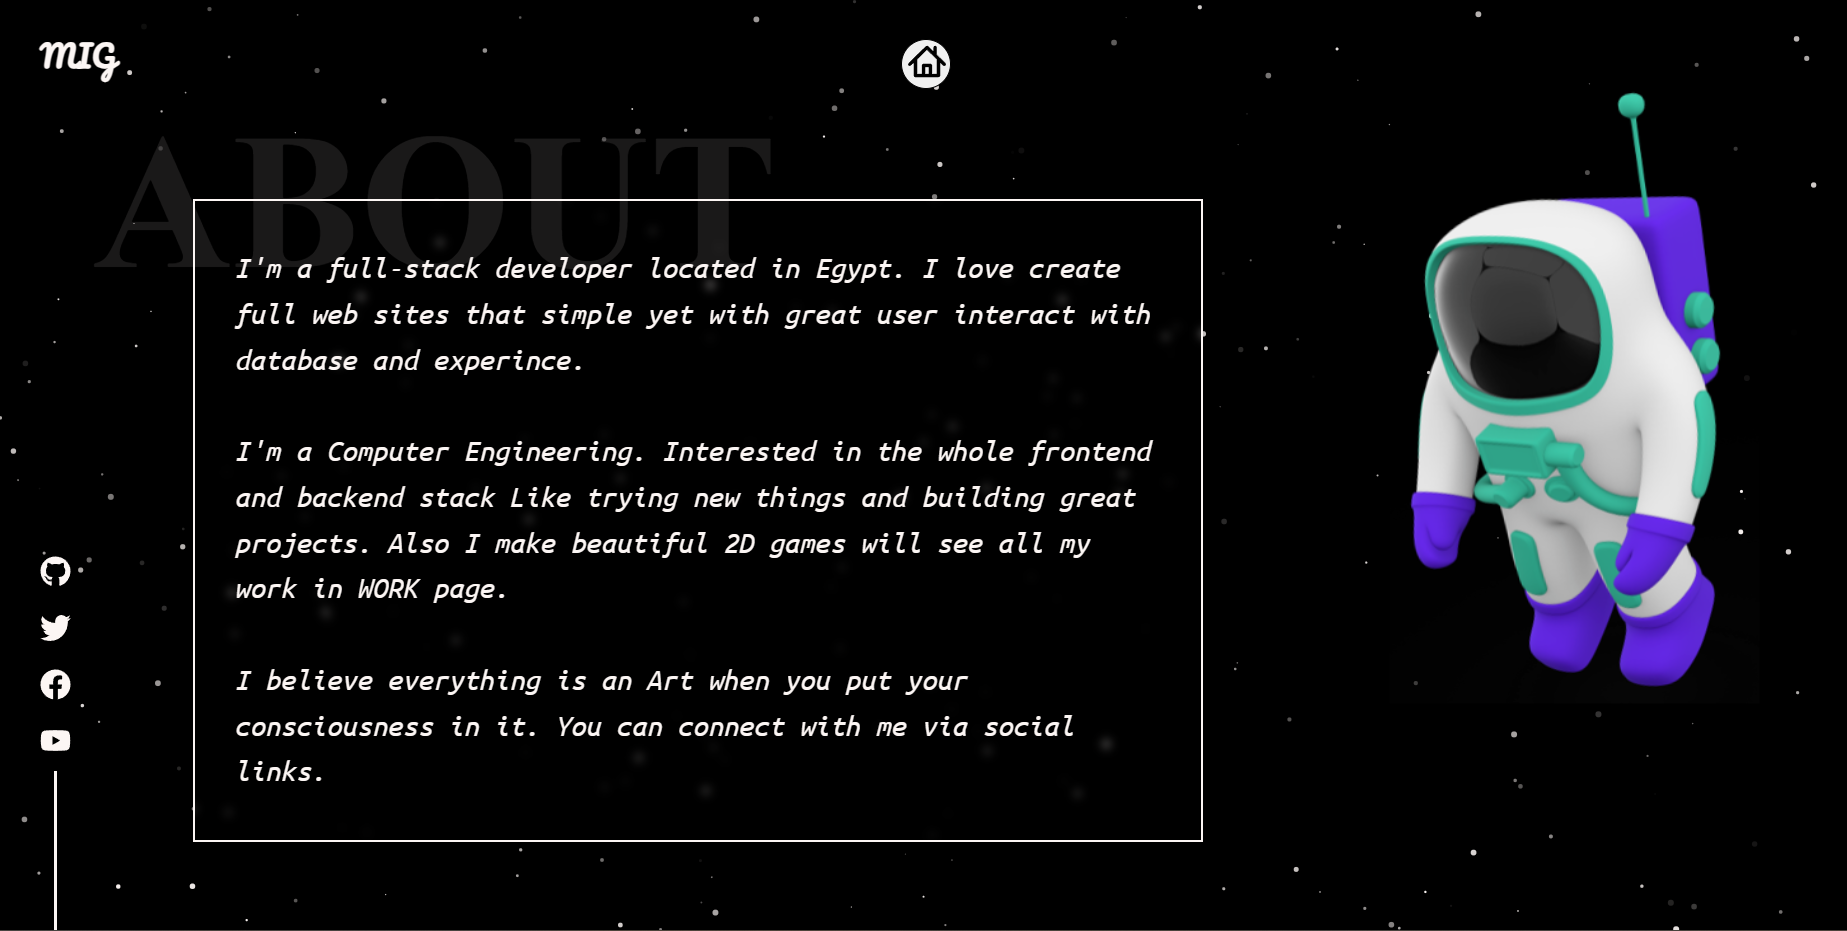 MIG
ABOUT
I'm a full-stack developer located in Egypt. I love create
full web sites that simple yet with great user interact with
database and experince.
I'm a Computer Engineering. Interested in the whole frontend
and backend stack Like trying new things and building great
projects. Also I make beautiful 2D games will see all my
work in WORK page.
I believe everything is an Art when you put your
consciousness in it. You can connect with me via social
links.